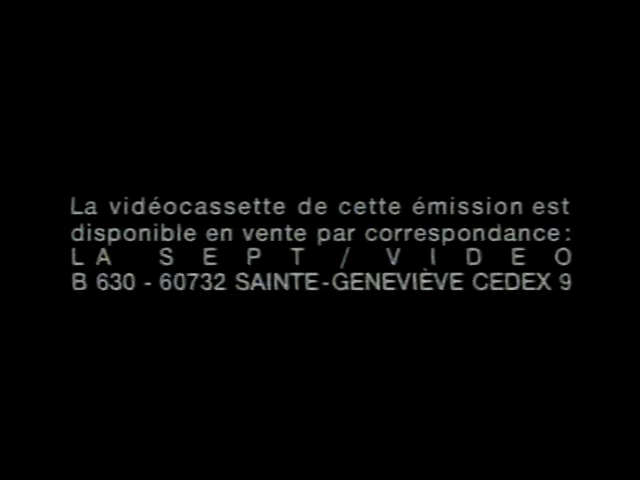 La vidéocassette de cette émission est
disponible en vente par correspondance :
LA SEPT / VIDEO
B 630 - 60732 SAINTE-GENEVIÈVE CEDEX 9